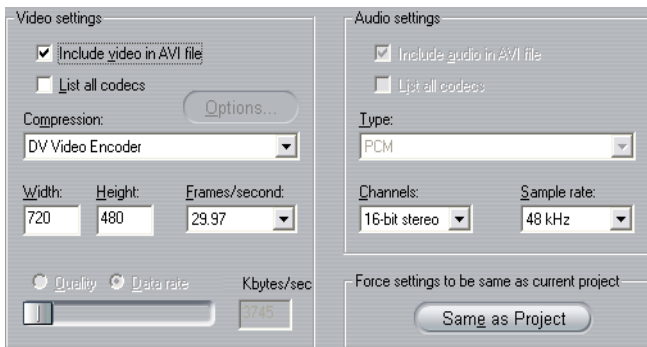 Video settings
Include video in AVI file
List all codecs
Options...
Compression:
DV Video Encoder
Width: Height: Frames/second:
720 480 29.97
Quality Data rate Kbytes/sec
3745
Audio settings
Include audio in AVI file
List all codecs
Type:
PCM
Channels: Sample rate:
16-bit stereo 48 kHz
Force settings to be same as current project
Same as Project